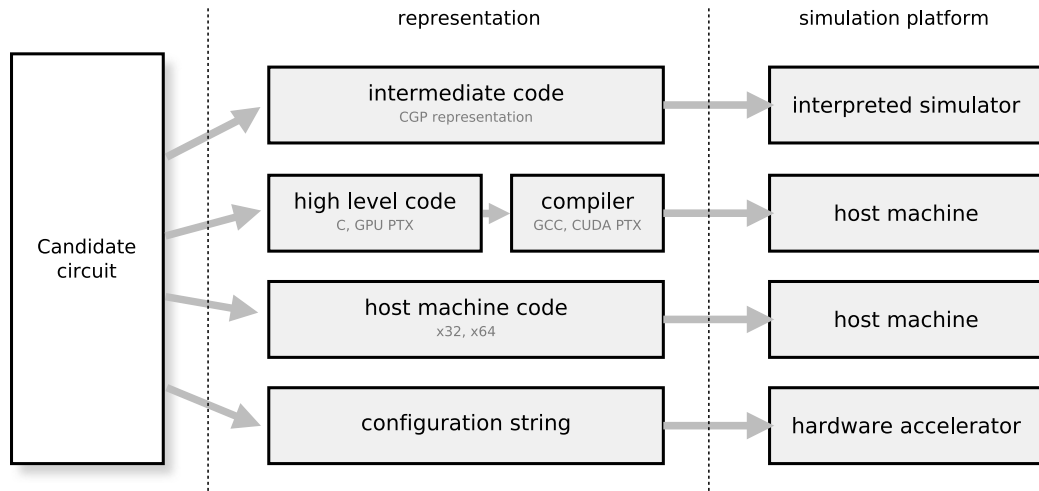 representation
simulation platform
Candidate
circuit
intermediate code
CGP representation
interpreted simulator
high level code
C, GPU PTX
compiler
GCC, CUDA PTX
host machine
host machine code
x32, x64
host machine
configuration string
hardware accelerator